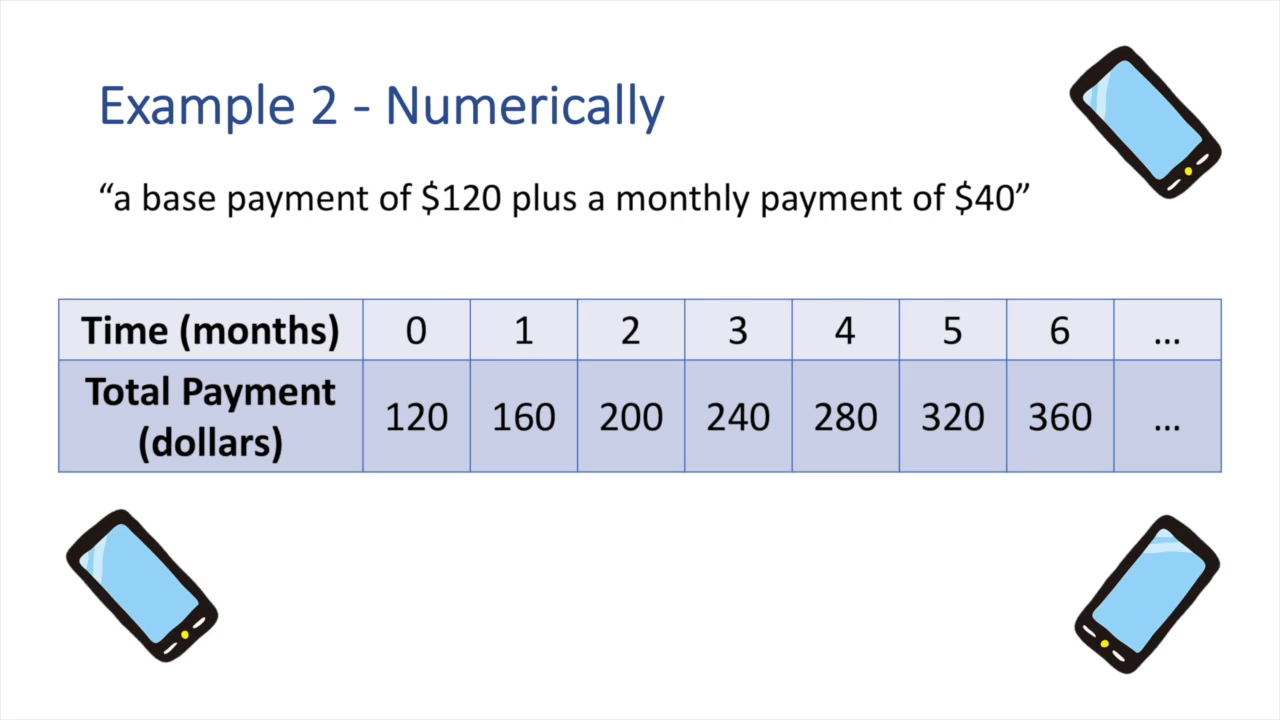 Example 2 - Numerically
“a base payment of $120 plus a monthly payment of $40”
Time (months) 0 1 2 3 4 5 6 ...
Total Payment
(dollars) 120 160 200 240 280 320 360 ...